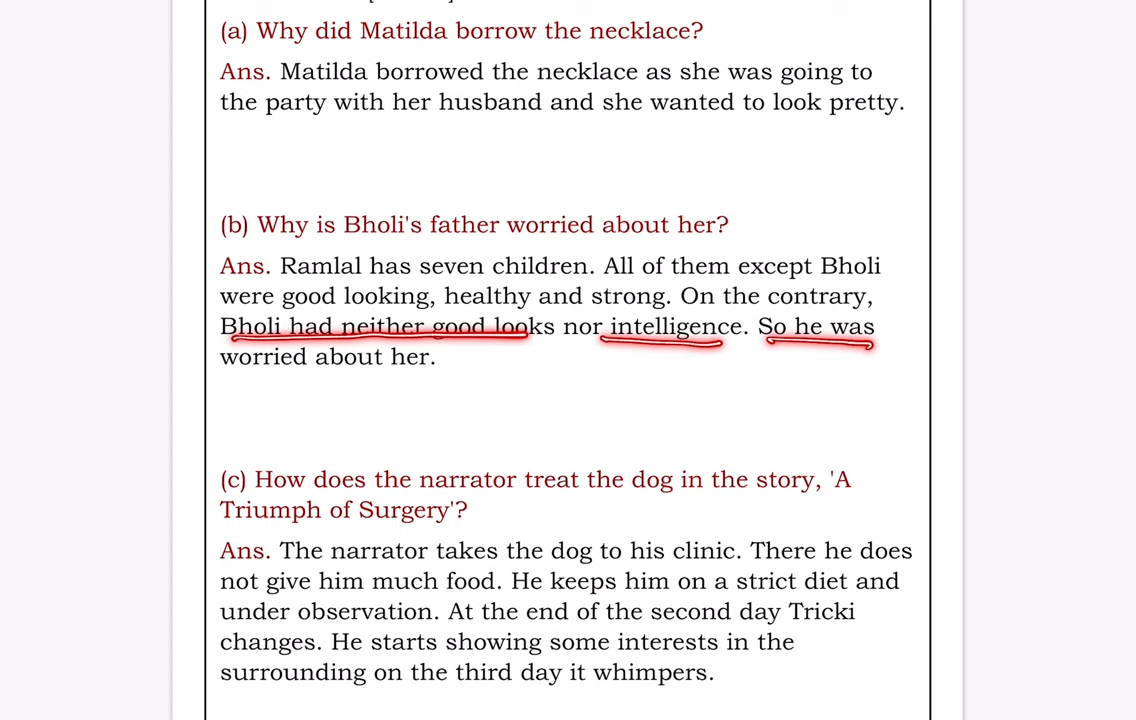 (a) Why did Matilda borrow the necklace?
Ans. Matilda borrowed the necklace as she was going to
the party with her husband and she wanted to look pretty.
(b) Why is Bholi's father worried about her?
Ans. Ramlal has seven children. All of them except Bholi
were good looking, healthy and strong. On the contrary,
Bholi had neither good looks nor intelligence. So he was
worried about her.
(c) How does the narrator treat the dog in the story, 'A
Triumph of Surgery'?
Ans. The narrator takes the dog to his clinic. There he does
not give him much food. He keeps him on a strict diet and
under observation. At the end of the second day Tricki
changes. He starts showing some interests in the
surrounding on the third day it whimpers.